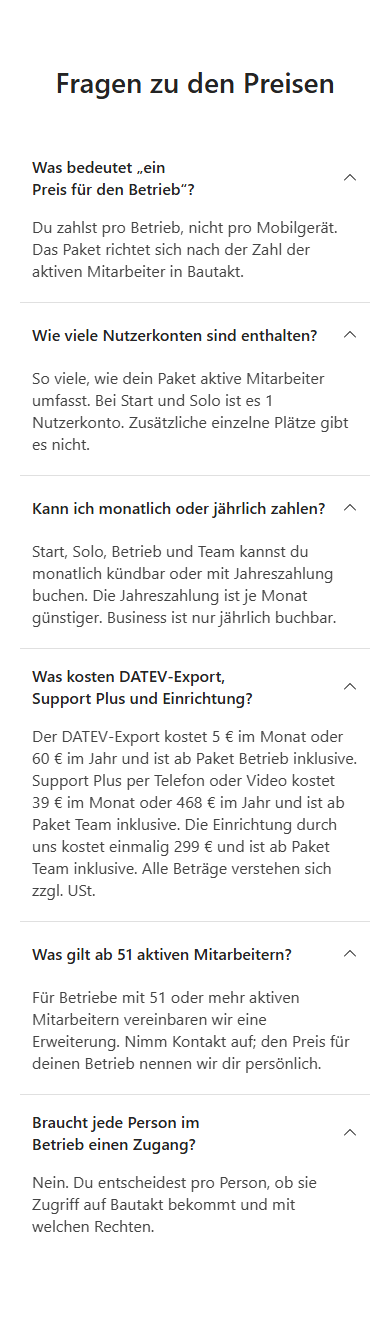 Fragen zu den Preisen
Was bedeutet „ein
Preis für den Betrieb“?
Du zahlst pro Betrieb, nicht pro Mobilgerät.
Das Paket richtet sich nach der Zahl der
aktiven Mitarbeiter in Bautakt.
Wie viele Nutzerkonten sind enthalten?
So viele, wie dein Paket aktive Mitarbeiter
umfasst. Bei Start und Solo ist es 1
Nutzerkonto. Zusätzliche einzelne Plätze gibt
es nicht.
Kann ich monatlich oder jährlich zahlen?
Start, Solo, Betrieb und Team kannst du
monatlich kündbar oder mit Jahreszahlung
buchen. Die Jahreszahlung ist je Monat
günstiger. Business ist nur jährlich buchbar.
Was kosten DATEV-Export,
Support Plus und Einrichtung?
Der DATEV-Export kostet 5 € im Monat oder
60 € im Jahr und ist ab Paket Betrieb inklusive.
Support Plus per Telefon oder Video kostet
39 € im Monat oder 468 € im Jahr und ist ab
Paket Team inklusive. Die Einrichtung durch
uns kostet einmalig 299 € und ist ab Paket
Team inklusive. Alle Beträge verstehen sich
zzgl. USt.
Was gilt ab 51 aktiven Mitarbeitern?
Für Betriebe mit 51 oder mehr aktiven
Mitarbeitern vereinbaren wir eine
Erweiterung. Nimm Kontakt auf; den Preis für
deinen Betrieb nennen wir dir persönlich.
Braucht jede Person im
Betrieb einen Zugang?
Nein. Du entscheidest pro Person, ob sie
Zugriff auf Bautakt bekommt und mit
welchen Rechten.